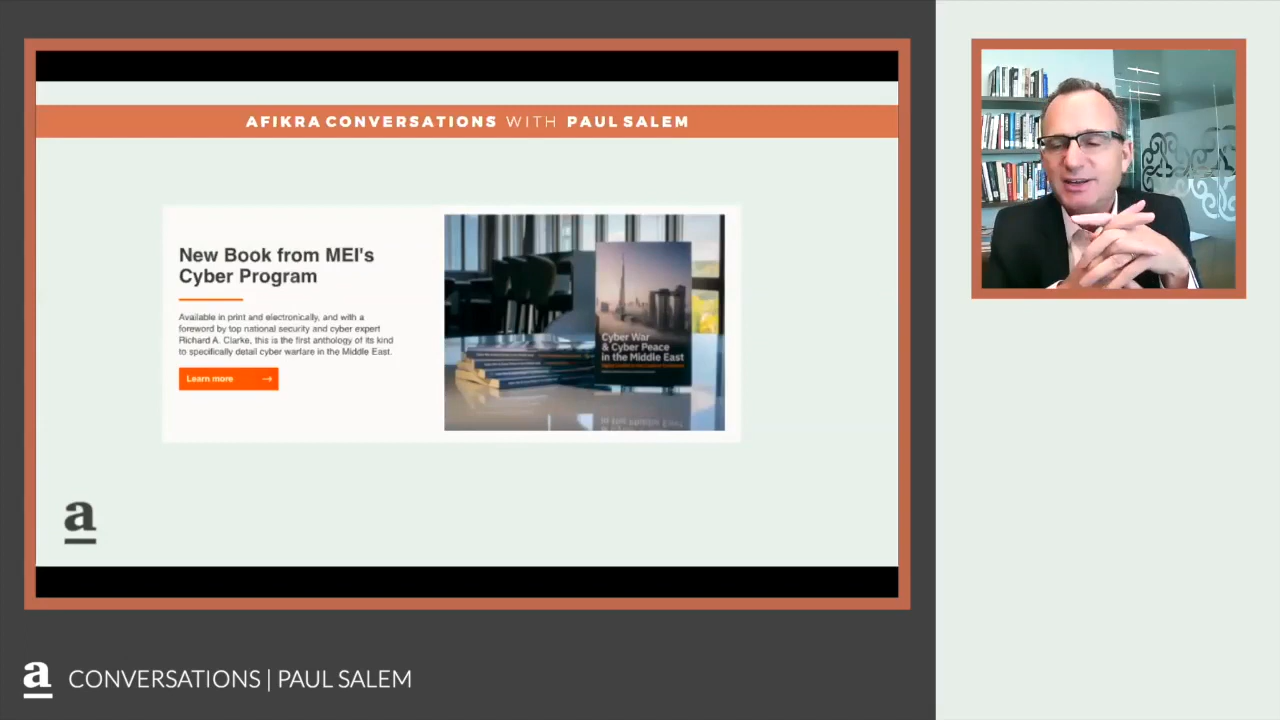 AFIKRA CONVERSATIONS WITH PAUL SALEM
New Book from MEI's
Cyber Program
Available in print and electronically, and with a
foreword by top national security and cyber expert
Richard A. Clarke, this is the first anthology of its kind
to specifically detail cyber warfare in the Middle East.
Learn more →
Cyber War
& Cyber Peace
in the Middle East
a
a CONVERSATIONS | PAUL SALEM